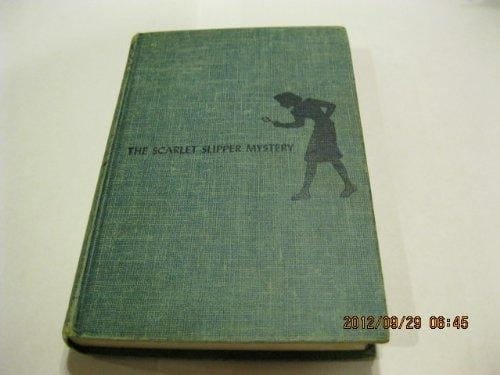 THE SCARLET SLIPPER MYSTERY
2012/09/29 06:45